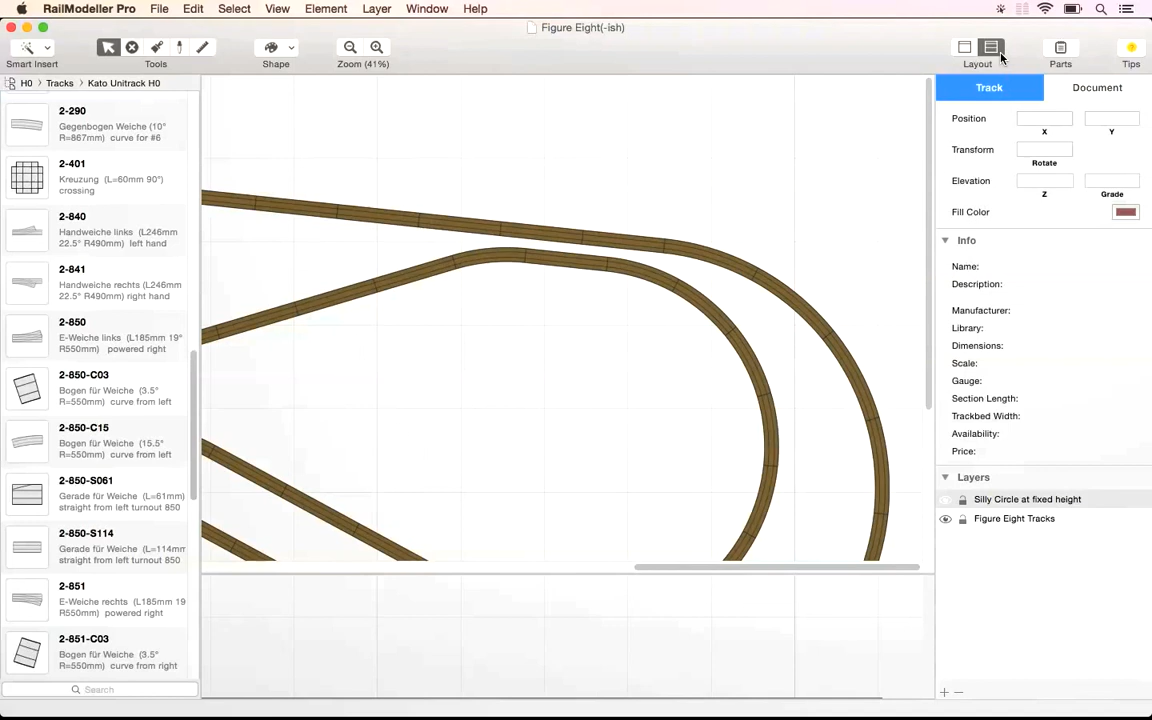 RailModeller Pro File Edit Select View Element Layer Window Help
Figure Eight(-ish)
Smart Insert Tools Shape Zoom (41%) Layout Parts Tips
H0 Tracks Kato Unitrack H0
2-290
Gegenbogen Weiche (10°
R=867mm) curve for #6
2-401
Kreuzung (L=60mm 90°)
crossing
2-840
Handweiche links (L246mm
22.5° R490mm) left hand
2-841
Handweiche rechts (L246mm
22.5° R490mm) right hand
2-850
E-Weiche links (L185mm 19°
R550mm) powered right
2-850-C03
Bogen für Weiche (3.5°
R=550mm) curve from left
2-850-C15
Bogen für Weiche (15.5°
R=550mm) curve from left
2-850-S061
Gerade für Weiche (L=61mm)
straight from left turnout 850
2-850-S114
Gerade für Weiche (L=114mm
straight from left turnout 850
2-851
E-Weiche rechts (L185mm 19
R550mm) powered left
2-851-C03
Bogen für Weiche (3.5°
R=550mm) curve from right
Search
Track Document
Position
X Y
Transform
Rotate
Elevation
Z Grade
Fill Color
Info
Name:
Description:
Manufacturer:
Library:
Dimensions:
Scale:
Gauge:
Section Length:
Trackbed Width:
Availability:
Price:
Layers
Silly Circle at fixed height
Figure Eight Tracks